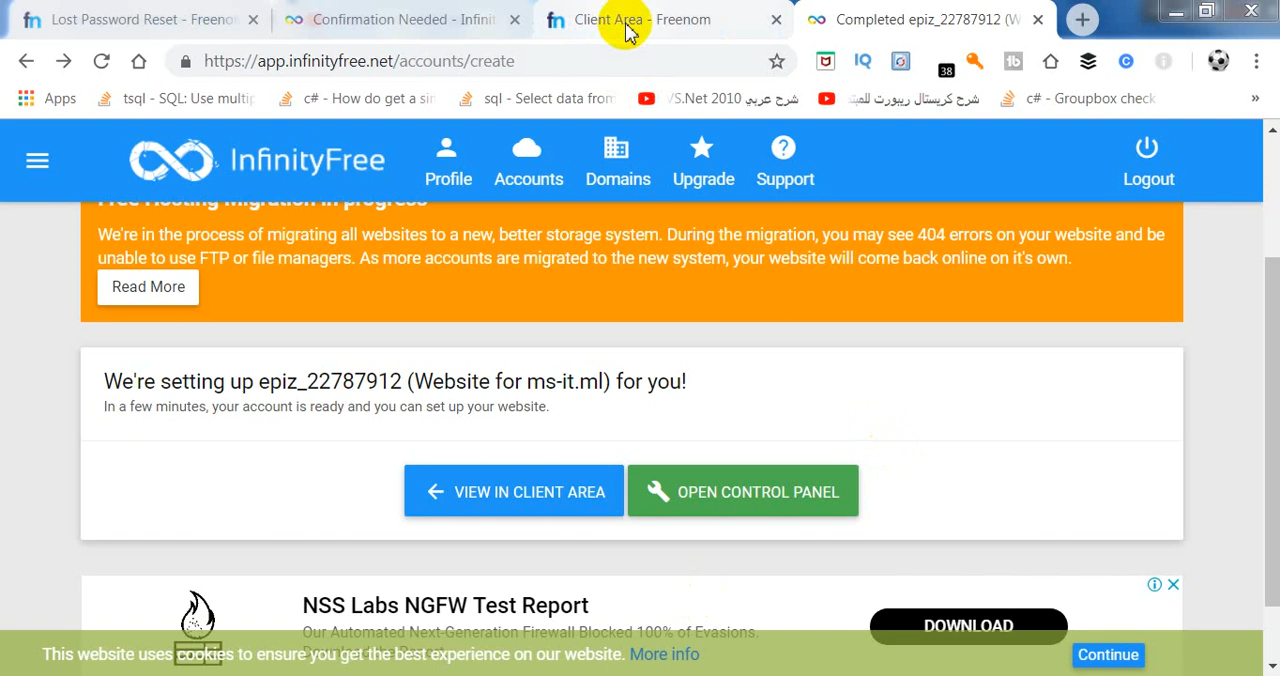 Lost Password Reset - Freeno
Confirmation Needed - Infinit
Client Area - Freenom
Completed epiz_22787912 (W
https://app.infinityfree.net/accounts/create
38
Apps
tsql - SQL: Use multip
c# - How do get a sin
sql - Select data from
شرح عربي VS.Net 2010
شرح كريستال ريبورت للمبتد
c# - Groupbox check
»
InfinityFree
Profile
Accounts
Domains
Upgrade
Support
Logout
Free Hosting Migration in progress
We're in the process of migrating all websites to a new, better storage system. During the migration, you may see 404 errors on your website and be
unable to use FTP or file managers. As more accounts are migrated to the new system, your website will come back online on it's own.
Read More
We're setting up epiz_22787912 (Website for ms-it.ml) for you!
In a few minutes, your account is ready and you can set up your website.
VIEW IN CLIENT AREA
OPEN CONTROL PANEL
NSS Labs NGFW Test Report
Our Automated Next-Generation Firewall Blocked 100% of Evasions.
DOWNLOAD
This website uses cookies to ensure you get the best experience on our website. More info
Continue